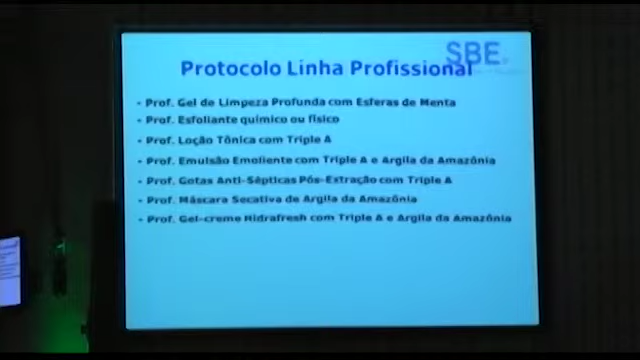 SBE
Protocolo Linha Profissional
- Prof. Gel de Limpeza Profunda com Esferas de Menta
- Prof. Esfoliante químico ou físico
- Prof. Loção Tônica com Triple A
- Prof. Emulsão Emoliente com Triple A e Argila da Amazônia
- Prof. Gotas Anti-Sépticas Pós-Extração com Triple A
- Prof. Máscara Secativa de Argila da Amazônia
- Prof. Gel-creme Hidrafresh com Triple A e Argila da Amazônia